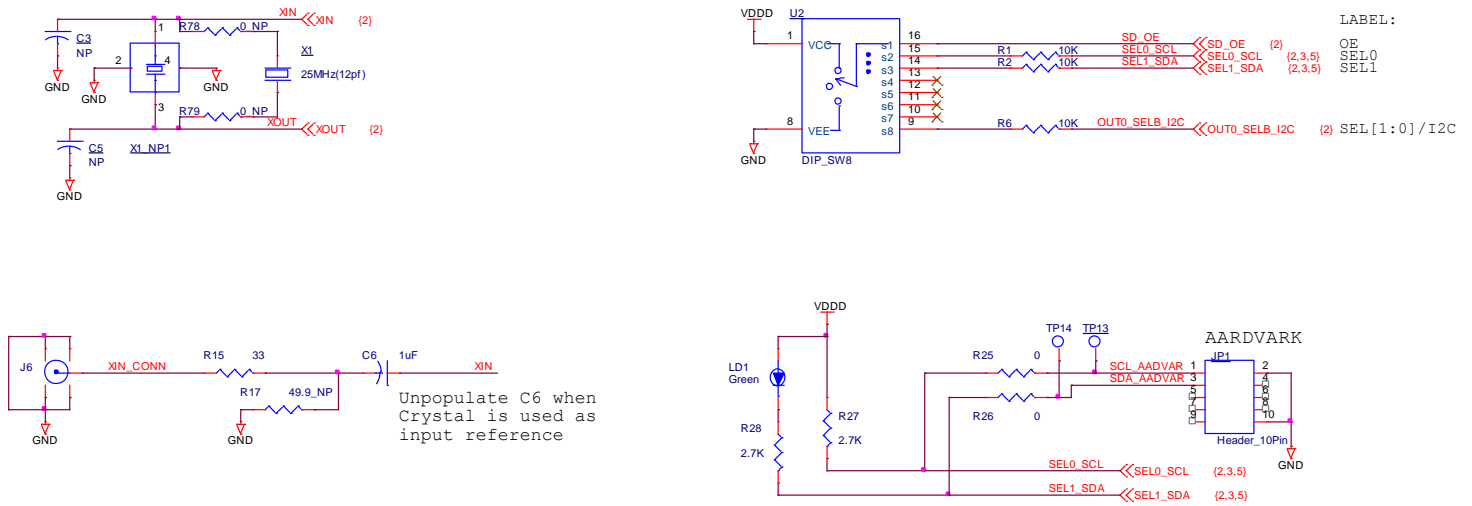 XIN
XIN {2}
R78 0_NP
C3
NP
1
2
4
3
GND
GND
GND
X1
25MHz(12pf)
R79 0_NP
XOUT
XOUT {2}
C5
NP
X1_NP1
GND
VDDD
U2
LABEL:
1 VCC
s1 16 SD_OE SD_OE {2} OE
s2 15 R1 10K SEL0_SCL SEL0_SCL {2,3,5} SEL0
s3 14 R2 10K SEL1_SDA SEL1_SDA {2,3,5} SEL1
s4 13
s5 12
s6 11
s7 10
8 VEE
s8 9 R6 10K OUT0_SELB_I2C OUT0_SELB_I2C {2} SEL[1:0]/I2C
GND
DIP_SW8
J6
XIN_CONN
R15 33
C6 1uF
XIN
R17 49.9_NP
GND
GND
Unpopulate C6 when
Crystal is used as
input reference
VDDD
TP14 TP13
AARDVARK
JP1
LD1
Green
R25 0
SCL_AADVAR 1 2
SDA_AADVAR 3 4
5 6
7 8
9 10
R26 0
Header_10Pin
GND
R27
2.7K
R28
2.7K
SEL0_SCL SEL0_SCL {2,3,5}
SEL1_SDA SEL1_SDA {2,3,5}